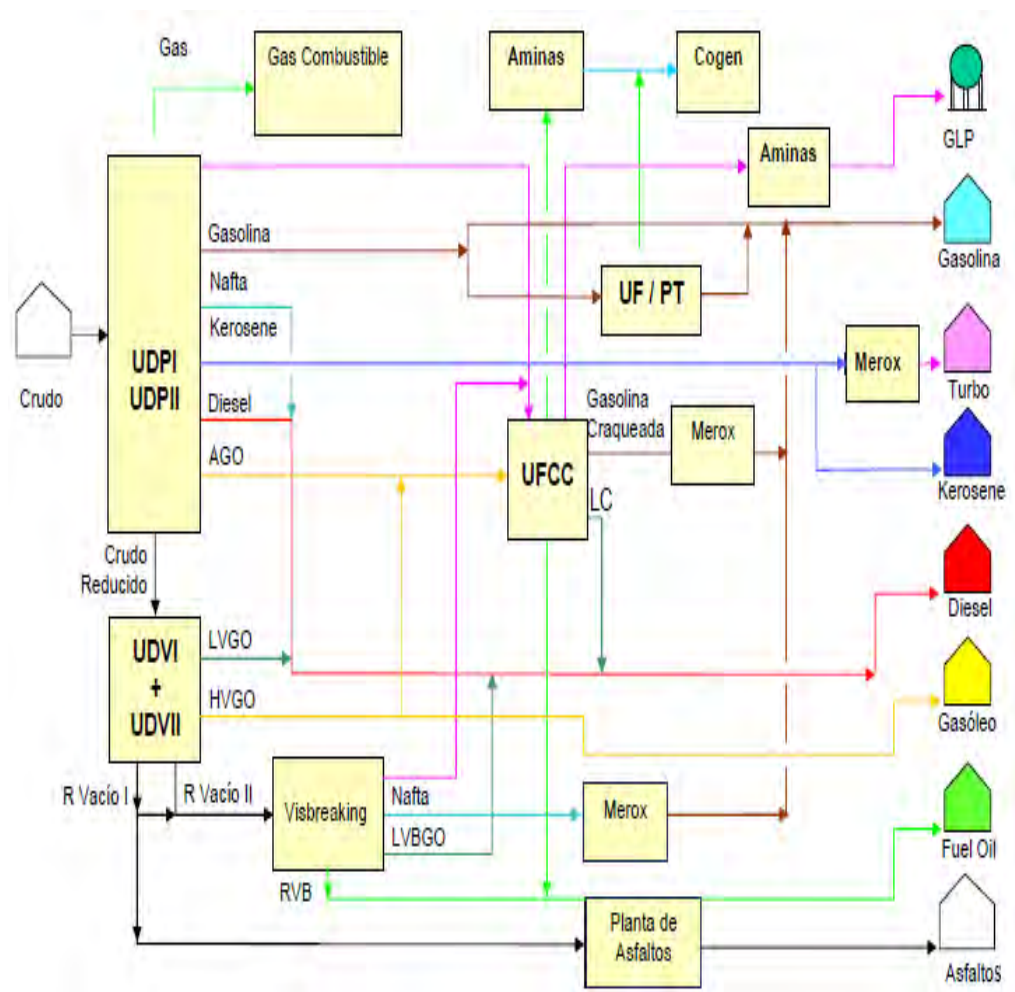 Gas
Gas Combustible
Aminas
Cogen
GLP
Aminas
Gasolina
Gasolina
Nafta
UF / PT
Kerosene
UDPI
UDPII
Merox
Turbo
Crudo
Diesel
Gasolina
Craqueada
Merox
AGO
UFCC
Kerosene
LC
Crudo
Reducido
Diesel
UDVI
+
UDVII
LVGO
HVGO
Gasóleo
R Vacío I
R Vacío II
Visbreaking
Nafta
Merox
LVBGO
Fuel Oil
RVB
Planta de
Asfaltos
Asfaltos